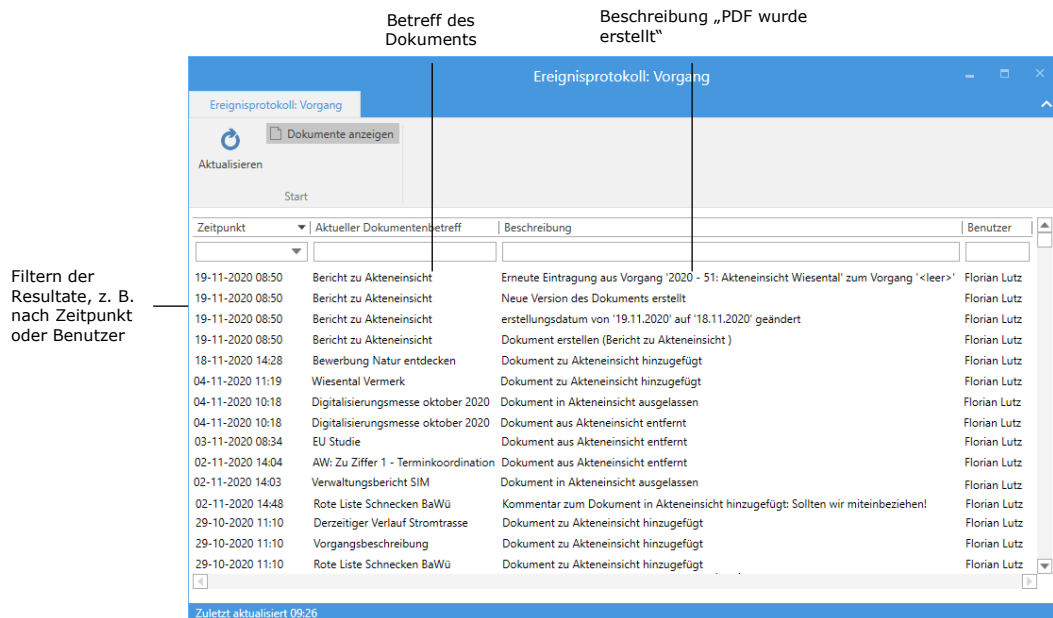 Betreff des
Dokuments
Beschreibung „PDF wurde
erstellt“
Ereignisprotokoll: Vorgang
Ereignisprotokoll: Vorgang
Dokumente anzeigen
Aktualisieren
Start
Zeitpunkt Aktueller Dokumentenbetreff Beschreibung Benutzer
Filtern der
Resultate, z. B.
nach Zeitpunkt
oder Benutzer
19-11-2020 08:50 Bericht zu Akteneinsicht Erneute Eintragung aus Vorgang '2020 - 51: Akteneinsicht Wiesental' zum Vorgang '<leer>' Florian Lutz
19-11-2020 08:50 Bericht zu Akteneinsicht Neue Version des Dokuments erstellt Florian Lutz
19-11-2020 08:50 Bericht zu Akteneinsicht erstellungsdatum von '19.11.2020' auf '18.11.2020' geändert Florian Lutz
19-11-2020 08:50 Bericht zu Akteneinsicht Dokument erstellen (Bericht zu Akteneinsicht ) Florian Lutz
18-11-2020 14:28 Bewerbung Natur entdecken Dokument zu Akteneinsicht hinzugefügt Florian Lutz
04-11-2020 11:19 Wiesental Vermerk Dokument zu Akteneinsicht hinzugefügt Florian Lutz
04-11-2020 10:18 Digitalisierungsmesse oktober 2020 Dokument in Akteneinsicht ausgelassen Florian Lutz
04-11-2020 10:18 Digitalisierungsmesse oktober 2020 Dokument aus Akteneinsicht entfernt Florian Lutz
03-11-2020 08:34 EU Studie Dokument aus Akteneinsicht entfernt Florian Lutz
02-11-2020 14:04 AW: Zu Ziffer 1 - Terminkoordination Dokument aus Akteneinsicht entfernt Florian Lutz
02-11-2020 14:03 Verwaltungsbericht SIM Dokument in Akteneinsicht ausgelassen Florian Lutz
02-11-2020 14:48 Rote Liste Schnecken BaWü Kommentar zum Dokument in Akteneinsicht hinzugefügt: Sollten wir miteinbeziehen! Florian Lutz
29-10-2020 11:10 Derzeitiger Verlauf Stromtrasse Dokument zu Akteneinsicht hinzugefügt Florian Lutz
29-10-2020 11:10 Vorgangsbeschreibung Dokument zu Akteneinsicht hinzugefügt Florian Lutz
29-10-2020 11:10 Rote Liste Schnecken BaWü Dokument zu Akteneinsicht hinzugefügt Florian Lutz
Zuletzt aktualisiert 09:26